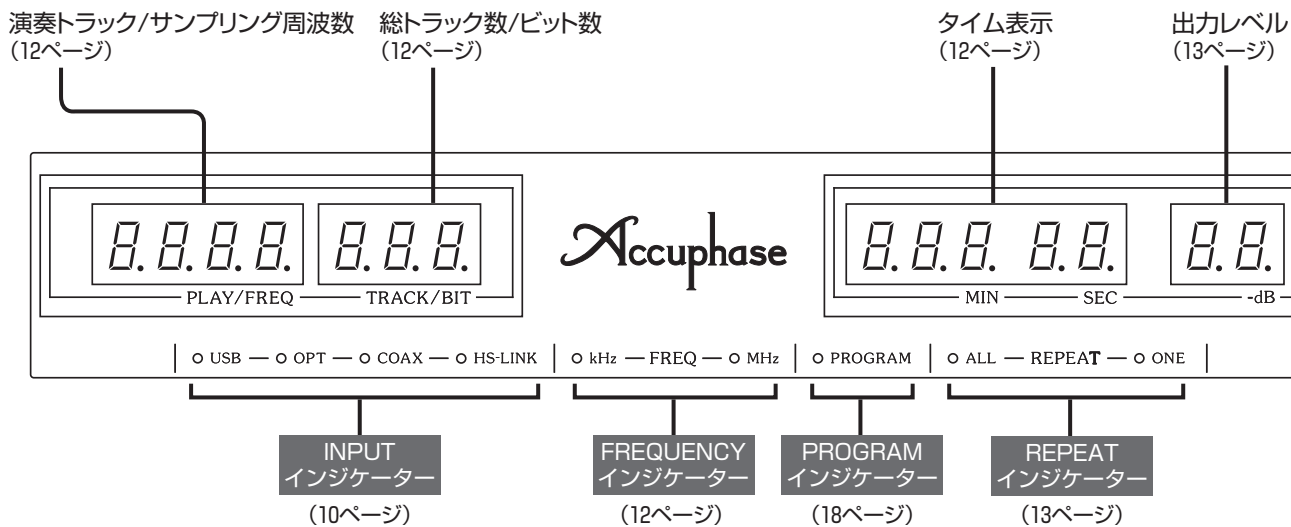 演奏トラック/サンプリング周波数
(12ページ)
総トラック数/ビット数
(12ページ)
タイム表示
(12ページ)
出力レベル
(13ページ)
8.8.8.8.
8.8.8.
Accuphase
8.8.8. 8.8.
8.8.
PLAY/FREQ
TRACK/BIT
MIN
SEC
-dB
USB
OPT
COAX
HS-LINK
kHz
FREQ
MHz
PROGRAM
ALL
REPEAT
ONE
INPUT
インジケーター
(10ページ)
FREQUENCY
インジケーター
(12ページ)
PROGRAM
インジケーター
(18ページ)
REPEAT
インジケーター
(13ページ)